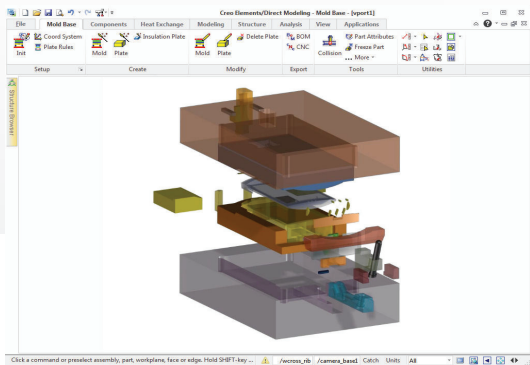 Creo Elements/Direct Modeling - Mold Base - [vport1]
File Mold Base Components Heat Exchange Modeling Structure Analysis View Applications
Init Coord System Plate Rules Mold Plate Insulation Plate Mold Plate Delete Plate BOM CNC Collision Part Attributes Freeze Part ... More
Setup Create Modify Export Tools Utilities
Structure Browser
Click a command or preselect assembly, part, workplane, face or edge. Hold SHIFT-key ... /wcross_rib /camera_base1 Catch Units All